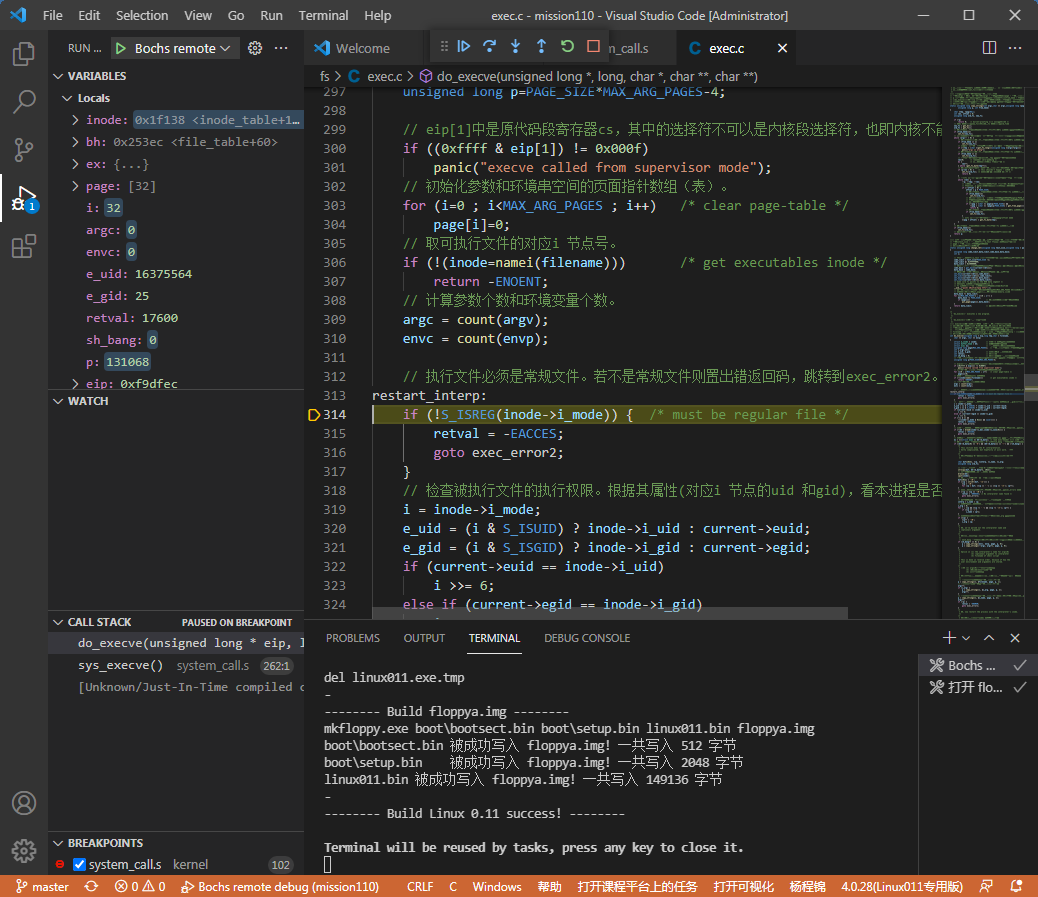 File Edit Selection View Go Run Terminal Help exec.c - mission110 - Visual Studio Code [Administrator]
RUN ... Bochs remote
VARIABLES
Locals
inode: 0x1f138 <inode_table+1...
bh: 0x253ec <file_table+60>
ex: {...}
page: [32]
i: 32
argc: 0
envc: 0
e_uid: 16375564
e_gid: 25
retval: 17600
sh_bang: 0
p: 131068
eip: 0xf9dfec
WATCH
CALL STACK PAUSED ON BREAKPOINT
do_execve(unsigned long * eip, l
sys_execve() system_call.s 262:1
[Unknown/Just-In-Time compiled c
BREAKPOINTS
system_call.s kernel 102
1
Welcome m_call.s exec.c
fs > exec.c > do_execve(unsigned long *, long, char *, char **, char **)
297 unsigned long p=PAGE_SIZE*MAX_ARG_PAGES-4;
298
299 // eip[1]中是原代码段寄存器cs，其中的选择符不可以是内核段选择符，也即内核不能
300 if ((0xffff & eip[1]) != 0x000f)
301 panic("execve called from supervisor mode");
302 // 初始化参数和环境串空间的页面指针数组（表）。
303 for (i=0 ; i<MAX_ARG_PAGES ; i++) /* clear page-table */
304 page[i]=0;
305 // 取可执行文件的对应i 节点号。
306 if (!(inode=namei(filename))) /* get executables inode */
307 return -ENOENT;
308 // 计算参数个数和环境变量个数。
309 argc = count(argv);
310 envc = count(envp);
311
312 // 执行文件必须是常规文件。若不是常规文件则置出错返回码，跳转到exec_error2。
313 restart_interp:
314 if (!S_ISREG(inode->i_mode)) { /* must be regular file */
315 retval = -EACCES;
316 goto exec_error2;
317 }
318 // 检查被执行文件的执行权限。根据其属性(对应i 节点的uid 和gid)，看本进程是否
319 i = inode->i_mode;
320 e_uid = (i & S_ISUID) ? inode->i_uid : current->euid;
321 e_gid = (i & S_ISGID) ? inode->i_gid : current->egid;
322 if (current->euid == inode->i_uid)
323 i >>= 6;
324 else if (current->egid == inode->i_gid)
PROBLEMS OUTPUT TERMINAL DEBUG CONSOLE
del linux011.exe.tmp
-
-------- Build floppya.img --------
mkfloppy.exe boot\bootsect.bin boot\setup.bin linux011.bin floppya.img
boot\bootsect.bin 被成功写入 floppya.img! 一共写入 512 字节
boot\setup.bin 被成功写入 floppya.img! 一共写入 2048 字节
linux011.bin 被成功写入 floppya.img! 一共写入 149136 字节
-
-------- Build Linux 0.11 success! --------
Terminal will be reused by tasks, press any key to close it.
Bochs ...
打开 flo...
master 0 0 Bochs remote debug (mission110) CRLF C Windows 帮助 打开课程平台上的任务 打开可视化 杨程锦 4.0.28(Linux011专用版)